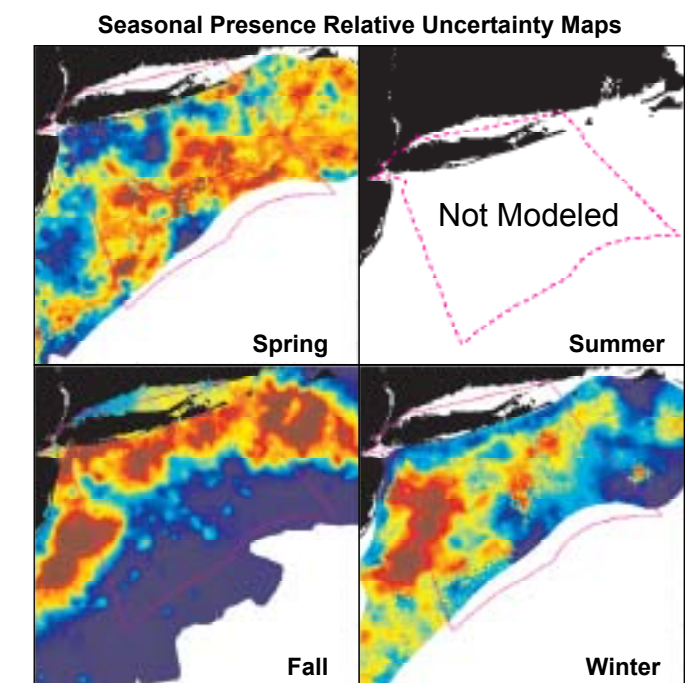 Seasonal Presence Relative Uncertainty Maps
Spring
Not Modeled
Summer
Fall
Winter